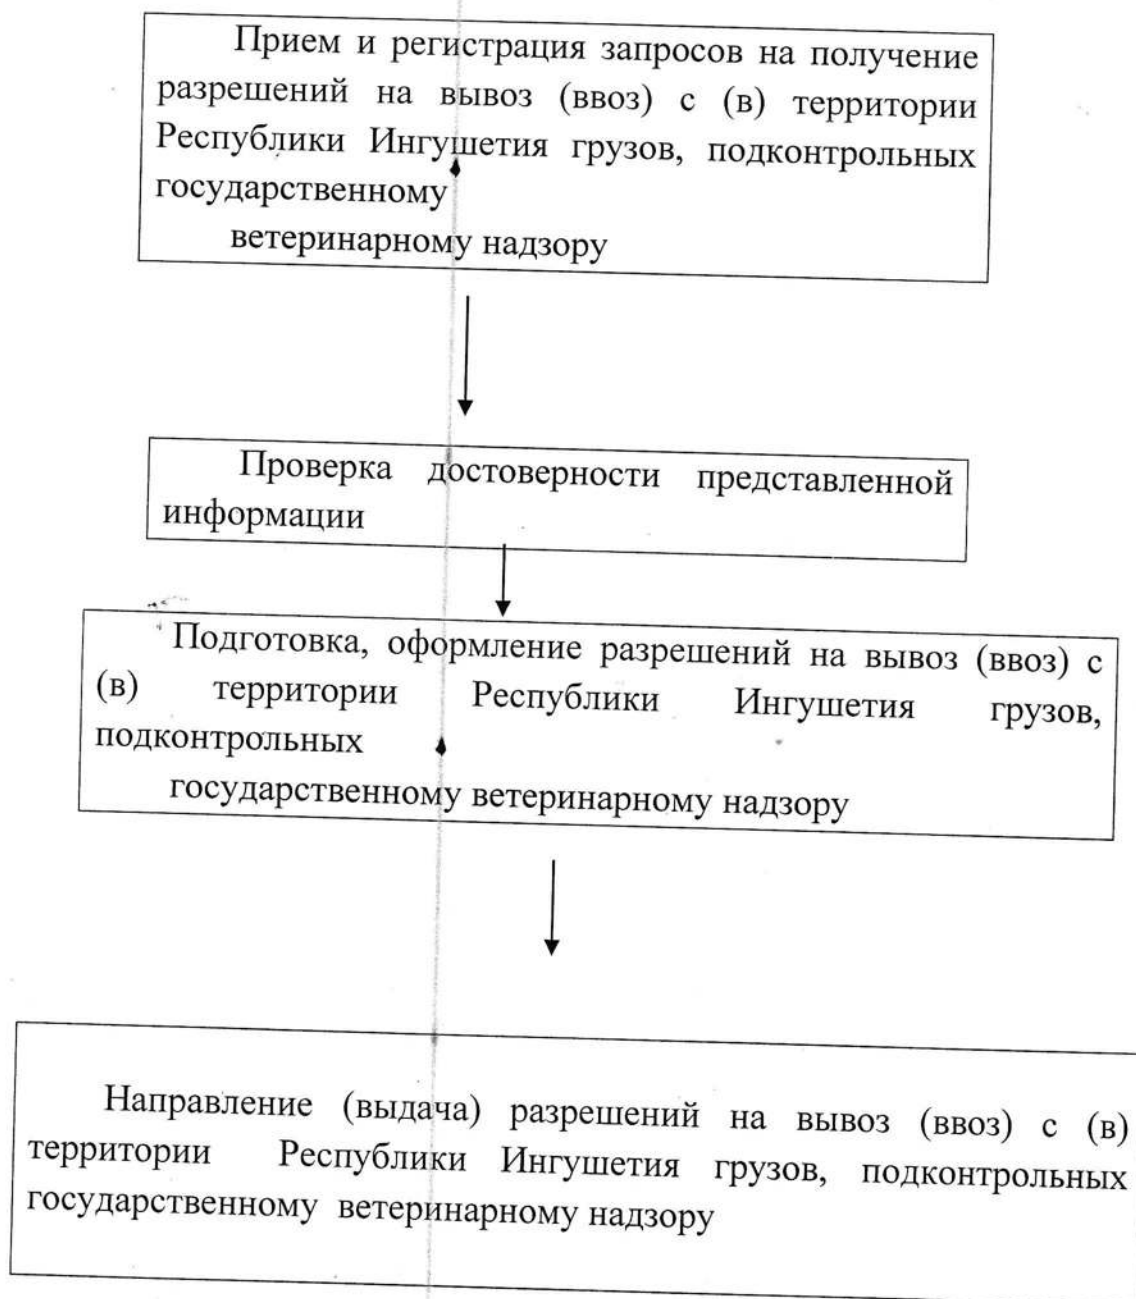 Прием и регистрация запросов на получение
разрешений на вывоз (ввоз) с (в) территории
Республики Ингушетия грузов, подконтрольных
государственному
ветеринарному надзору
Проверка достоверности представленной
информации
Подготовка, оформление разрешений на вывоз (ввоз) с
(в) территории Республики Ингушетия грузов,
подконтрольных
государственному ветеринарному надзору
Направление (выдача) разрешений на вывоз (ввоз) с (в)
территории Республики Ингушетия грузов, подконтрольных
государственному ветеринарному надзору